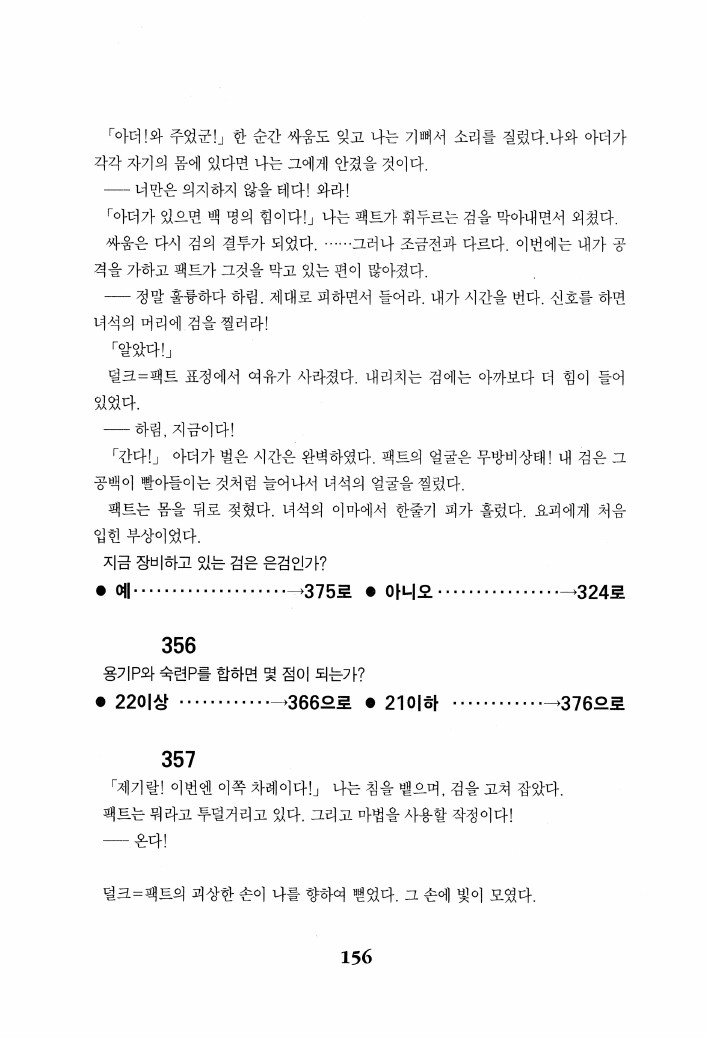 「아더!와 주었군!」 한 순간 싸움도 잊고 나는 기뻐서 소리를 질렀다.나와 아더가
각각 자기의 몸에 있다면 나는 그에게 안겼을 것이다.
── 너만은 의지하지 않을 테다! 와라!
「아더가 있으면 백 명의 힘이다!」 나는 팩트가 휘두르는 검을 막아내면서 외쳤다.
싸움은 다시 검의 결투가 되었다. ……그러나 조금전과 다르다. 이번에는 내가 공
격을 가하고 팩트가 그것을 막고 있는 편이 많아졌다.
── 정말 훌륭하다 하림. 제대로 피하면서 들어라. 내가 시간을 번다. 신호를 하면
녀석의 머리에 검을 찔러라!
「알았다!」
덜크=팩트 표정에서 여유가 사라졌다. 내리치는 검에는 아까보다 더 힘이 들어
있었다.
── 하림, 지금이다!
「간다!」 아더가 벌은 시간은 완벽하였다. 팩트의 얼굴은 무방비상태! 내 검은 그
공백이 빨아들이는 것처럼 늘어나서 녀석의 얼굴을 찔렀다.
팩트는 몸을 뒤로 젖혔다. 녀석의 이마에서 한줄기 피가 흘렀다. 요괴에게 처음
입힌 부상이었다.
지금 장비하고 있는 검은 은검인가?
● 예····················→375로 ● 아니오················→324로
356
용기P와 숙련P를 합하면 몇 점이 되는가?
● 22이상 ············→366으로 ● 21이하 ············→376으로
357
「제기랄! 이번엔 이쪽 차례이다!」 나는 침을 뱉으며, 검을 고쳐 잡았다.
팩트는 뭐라고 투덜거리고 있다. 그리고 마법을 사용할 작정이다!
── 온다!
덜크=팩트의 괴상한 손이 나를 향하여 뻗었다. 그 손에 빛이 모였다.
156